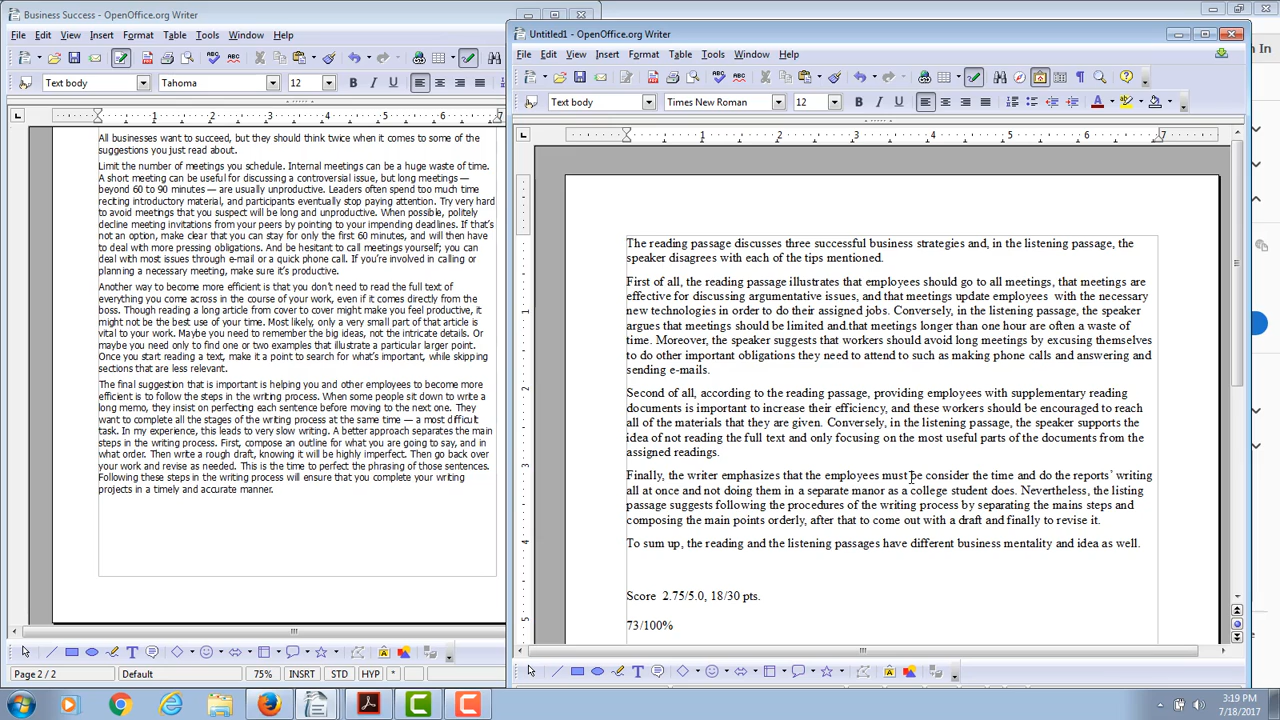 Business Success - OpenOffice.org Writer
File Edit View Insert Format Table Tools Window Help
Text body Tahoma 12
1 2 3 4 5 6 7
All businesses want to succeed, but they should think twice when it comes to some of the
suggestions you just read about.
Limit the number of meetings you schedule. Internal meetings can be a huge waste of time.
A short meeting can be useful for discussing a controversial issue, but long meetings —
beyond 60 to 90 minutes — are usually unproductive. Leaders often spend too much time
reciting introductory material, and participants eventually stop paying attention. Try very hard
to avoid meetings that you suspect will be long and unproductive. When possible, politely
decline meeting invitations from your peers by pointing to your impending deadlines. If that's
not an option, make clear that you can stay for only the first 60 minutes, and will then have
to deal with more pressing obligations. And be hesitant to call meetings yourself; you can
deal with most issues through e-mail or a quick phone call. If you're involved in calling or
planning a necessary meeting, make sure it's productive.
Another way to become more efficient is that you don't need to read the full text of
everything you come across in the course of your work, even if it comes directly from the
boss. Though reading a long article from cover to cover might make you feel productive, it
might not be the best use of your time. Most likely, only a very small part of that article is
vital to your work. Maybe you need to remember the big ideas, not the intricate details. Or
maybe you need only to find one or two examples that illustrate a particular larger point.
Once you start reading a text, make it a point to search for what's important, while skipping
sections that are less relevant.
The final suggestion that is important is helping you and other employees to become more
efficient is to follow the steps in the writing process. When some people sit down to write a
long memo, they insist on perfecting each sentence before moving to the next one. They
want to complete all the stages of the writing process at the same time — a most difficult
task. In my experience, this leads to very slow writing. A better approach separates the main
steps in the writing process. First, compose an outline for what you are going to say, and in
what order. Then write a rough draft, knowing it will be highly imperfect. Then go back over
your work and revise as needed. This is the time to perfect the phrasing of those sentences.
Following these steps in the writing process will ensure that you complete your writing
projects in a timely and accurate manner.
Page 2 / 2 Default 75% INSRT STD HYP *
Untitled1 - OpenOffice.org Writer
File Edit View Insert Format Table Tools Window Help
Text body Times New Roman 12
1 2 3 4 5 6 7
The reading passage discusses three successful business strategies and, in the listening passage, the
speaker disagrees with each of the tips mentioned.
First of all, the reading passage illustrates that employees should go to all meetings, that meetings are
effective for discussing argumentative issues, and that meetings update employees with the necessary
new technologies in order to do their assigned jobs. Conversely, in the listening passage, the speaker
argues that meetings should be limited and.that meetings longer than one hour are often a waste of
time. Moreover, the speaker suggests that workers should avoid long meetings by excusing themselves
to do other important obligations they need to attend to such as making phone calls and answering and
sending e-mails.
Second of all, according to the reading passage, providing employees with supplementary reading
documents is important to increase their efficiency, and these workers should be encouraged to reach
all of the materials that they are given. Conversely, in the listening passage, the speaker supports the
idea of not reading the full text and only focusing on the most useful parts of the documents from the
assigned readings.
Finally, the writer emphasizes that the employees must be consider the time and do the reports' writing
all at once and not doing them in a separate manor as a college student does. Nevertheless, the listing
passage suggests following the procedures of the writing process by separating the mains steps and
composing the main points orderly, after that to come out with a draft and finally to revise it.
To sum up, the reading and the listening passages have different business mentality and idea as well.
Score 2.75/5.0, 18/30 pts.
73/100%
1
2
3
4
5
In
3:19 PM
7/18/2017